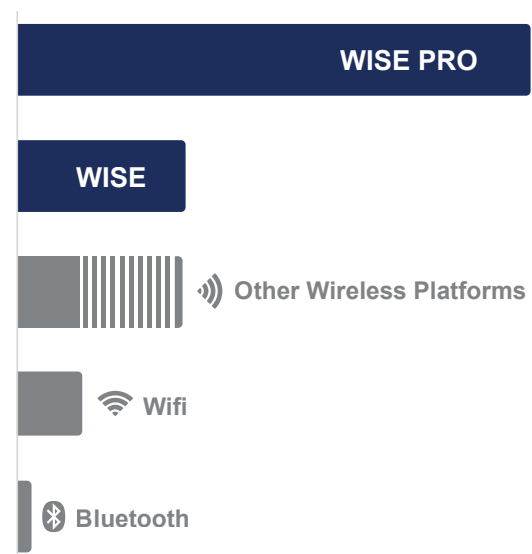 WISE PRO
WISE
Other Wireless Platforms
Wifi
Bluetooth